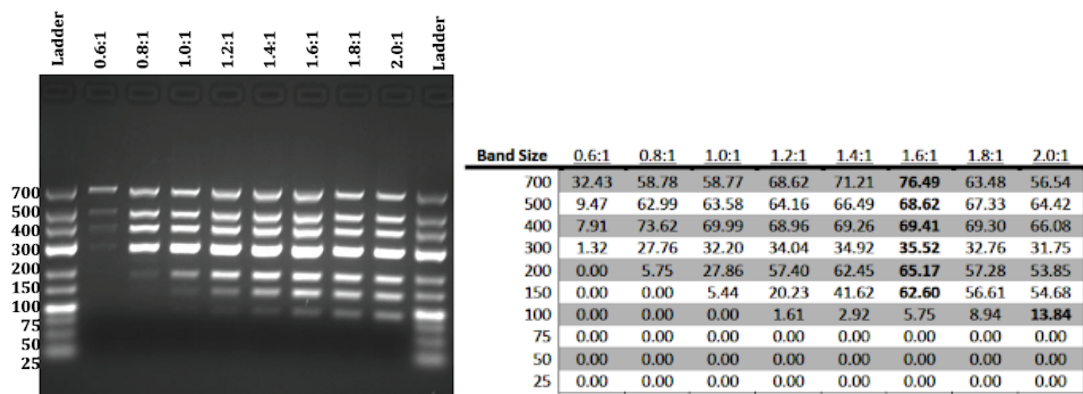 Ladder 0.6:1 0.8:1 1.0:1 1.2:1 1.4:1 1.6:1 1.8:1 2.0:1 Ladder
700
500
400
300
200
150
100
75
50
25
Band Size 0.6:1 0.8:1 1.0:1 1.2:1 1.4:1 1.6:1 1.8:1 2.0:1
700 32.43 58.78 58.77 68.62 71.21 76.49 63.48 56.54
500 9.47 62.99 63.58 64.16 66.49 68.62 67.33 64.42
400 7.91 73.62 69.99 68.96 69.26 69.41 69.30 66.08
300 1.32 27.76 32.20 34.04 34.92 35.52 32.76 31.75
200 0.00 5.75 27.86 57.40 62.45 65.17 57.28 53.85
150 0.00 0.00 5.44 20.23 41.62 62.60 56.61 54.68
100 0.00 0.00 0.00 1.61 2.92 5.75 8.94 13.84
75 0.00 0.00 0.00 0.00 0.00 0.00 0.00 0.00
50 0.00 0.00 0.00 0.00 0.00 0.00 0.00 0.00
25 0.00 0.00 0.00 0.00 0.00 0.00 0.00 0.00